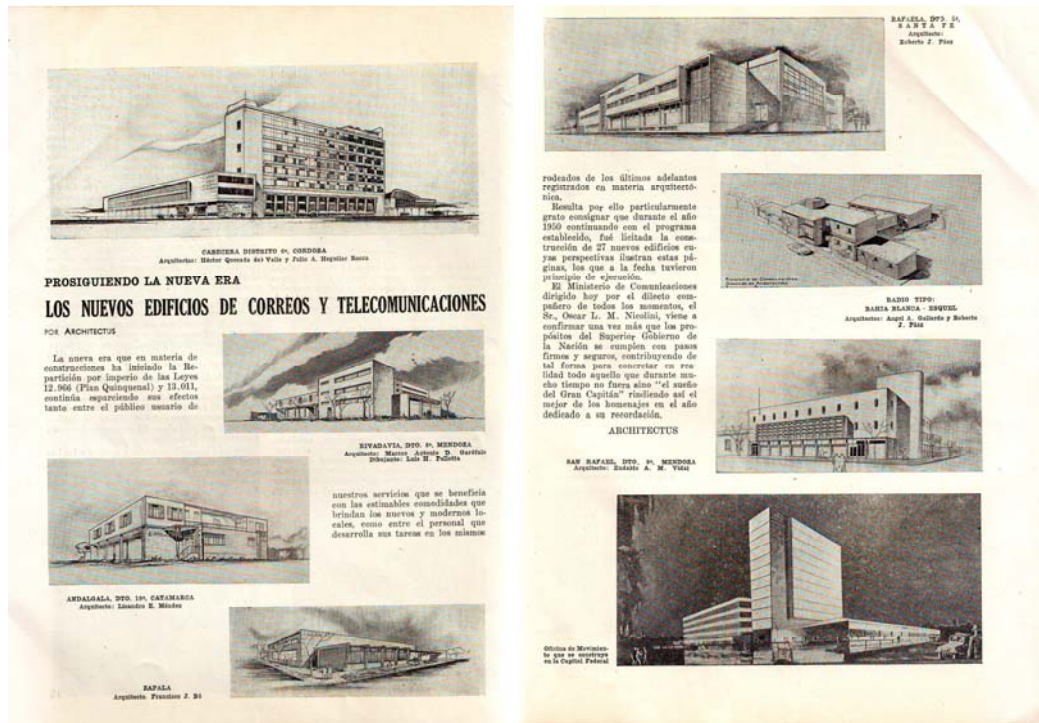 CABECERA DISTRITO 6º, CORDOBA
Arquitectos: Héctor Quesada del Valle y Julio A. Roca
PROSIGUIENDO LA NUEVA ERA
LOS NUEVOS EDIFICIOS DE CORREOS Y TELECOMUNICACIONES
POR ARCHITECTUS
La nueva era que en materia de
construcciones ha iniciado la Re-
partición por imperio de las Leyes
12.966 (Plan Quinquenal) y 13.011,
continúa esparciendo sus efectos
tanto entre el público usuario de
RIVADAVIA, DTO. MENDOZA
Arquitecto: Marcos Antonio D.
Dibujante: Luis H. Pellotta
nuestros servicios que se beneficia
con las estimables comodidades que
brindan los nuevos y modernos lo-
cales, como entre el personal que
desarrolla sus tareas en los mismos
ANDALGALA, DTO. CATAMARCA
Arquitecto: Lisandro E. Méndez
Arquitecto. Francisco J.
RAFAELA, DTO. 5º,
SANTA FE
Arquitecto:
Roberto J. Páez
rodeados de los últimos adelantos
registrados en materia arquitectó-
nica.
Resulta por ello particularmente
grato consignar que durante el año
1950 continuando con el programa
establecido, fué licitada la cons-
trucción de 27 nuevos edificios cu-
yas perspectivas ilustran estas pá-
ginas, los que a la fecha tuvieron
principio de ejecución.
El Ministerio de Comunicaciones
dirigido hoy por el dilecto com-
pañero de todos los momentos, el
Sr., Oscar L. M. Nicolini, viene a
confirmar una vez más que los pro-
pósitos del Superior Gobierno de
la Nación se cumplen con pasos
firmes y seguros, contribuyendo de
tal forma para concretar en rea-
lidad todo aquello que durante mu-
cho tiempo no fuera sino "el sueño
del Gran Capitán" rindiendo así el
mejor de los homenajes en el año
dedicado a su recordación.
ARCHITECTUS
RADIO TIPO:
BAHIA BLANCA - ESQUEL
Arquitectos: Angel A. Gallardo y Roberto
J. Páez
SAN RAFAEL, DTO. MENDOZA
Arquitecto: A. M. Vidal
Oficina de Movimien-
to que se construye
en la Capital Federal